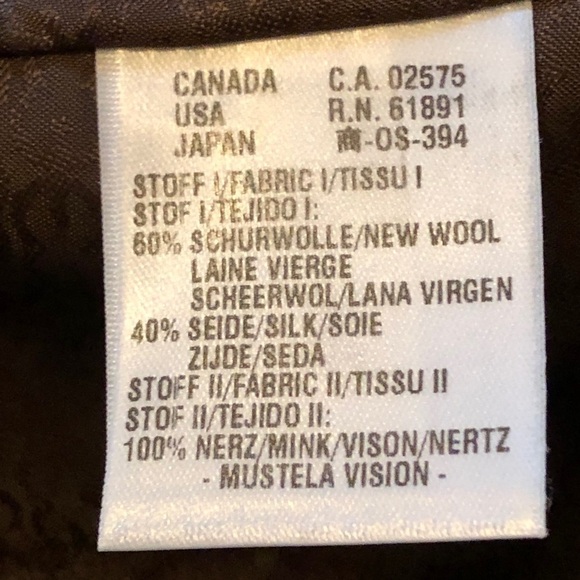 CANADA C.A. 02575
USA R.N. 61891
JAPAN 商-OS-394
STOFF I/FABRIC I/TISSU I
STOF I/TEJIDO I:
60% SCHURWOLLE/NEW WOOL
LAINE VIERGE
SCHEERWOL/LANA VIRGEN
40% SEIDE/SILK/SOIE
ZIJDE/SEDA
STOFF II/FABRIC II/TISSU II
STOF II/TEJIDO II:
100% NERZ/MINK/VISON/NERTZ
- MUSTELA VISION -